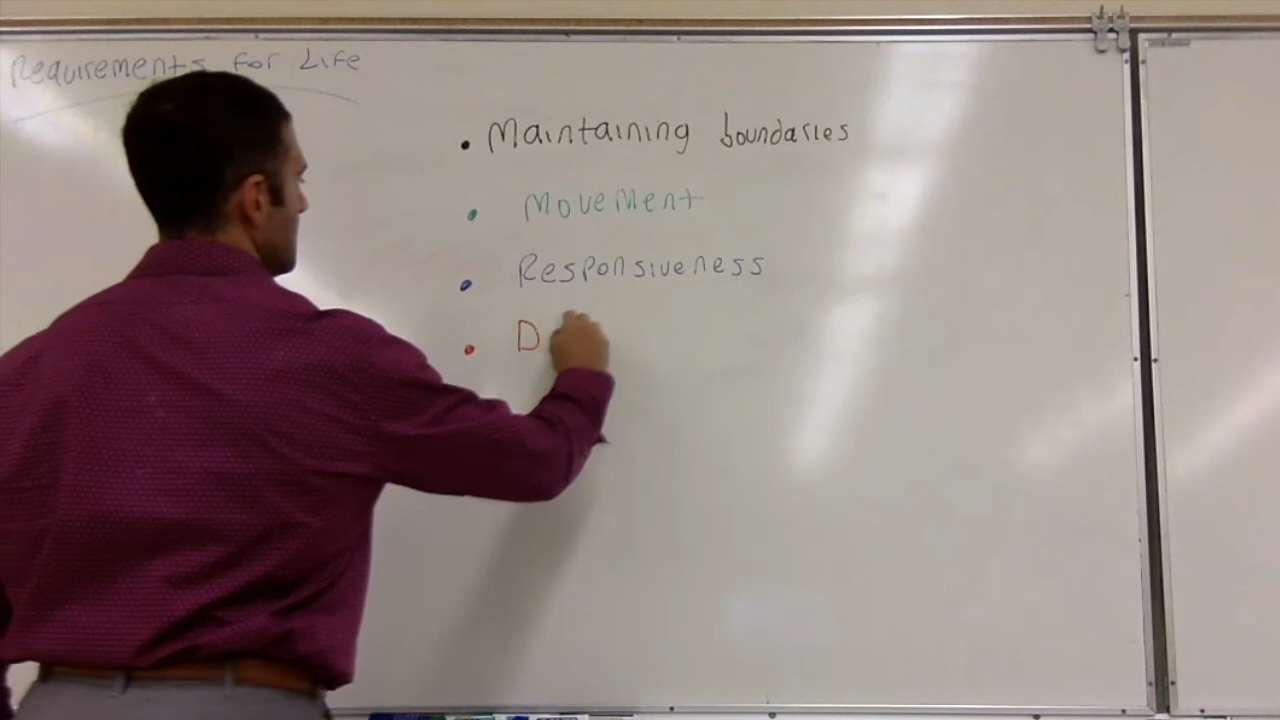 Requirements For Life
• Maintaining boundaries
• Movement
• Responsiveness
• D